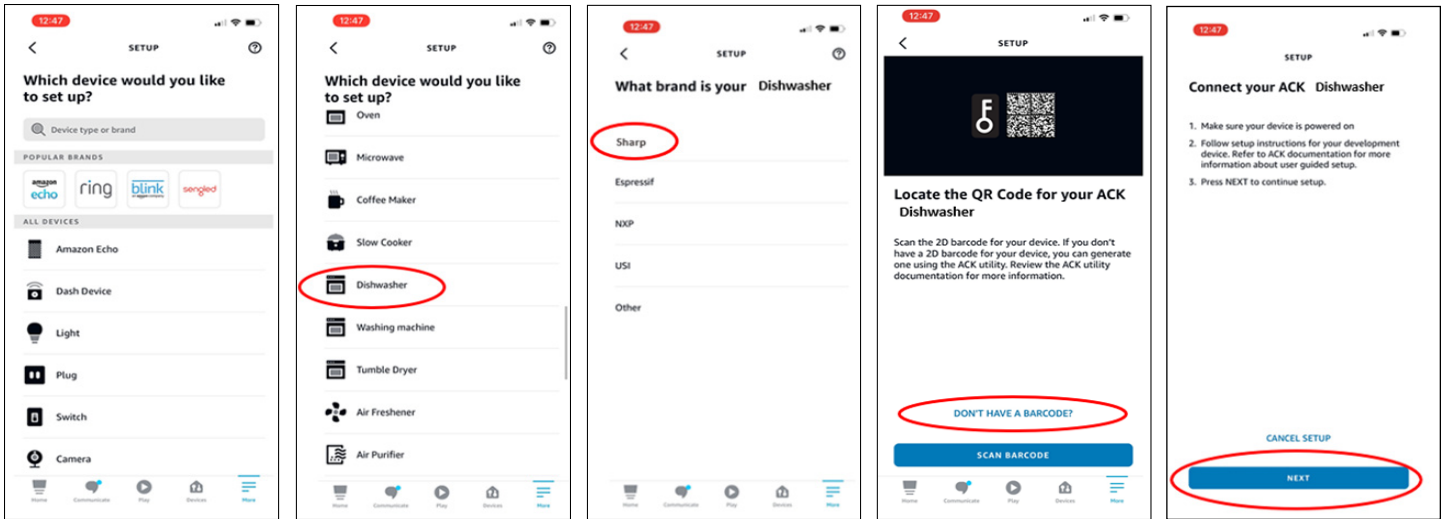 12:47
SETUP
Which device would you like
to set up?
Device type or brand
POPULAR BRANDS
amazon
echo
ring
blink
an amazon company
sengled
ALL DEVICES
Amazon Echo
Dash Device
Light
Plug
Switch
Camera
Home
Communicate
Play
Devices
More
12:47
SETUP
Which device would you like
to set up?
Oven
Microwave
Coffee Maker
Slow Cooker
Dishwasher
Washing machine
Tumble Dryer
Air Freshener
Air Purifier
Home
Communicate
Play
Devices
More
12:47
SETUP
What brand is your Dishwasher
Sharp
Espressif
NXP
USI
Other
Home
Communicate
Play
Devices
More
12:47
SETUP
Locate the QR Code for your ACK
Dishwasher
Scan the 2D barcode for your device. If you don't
have a 2D barcode for your device, you can generate
one using the ACK utility. Review the ACK utility
documentation for more information.
DON'T HAVE A BARCODE?
SCAN BARCODE
Home
Communicate
Play
Devices
More
12:47
SETUP
Connect your ACK Dishwasher
1. Make sure your device is powered on
2. Follow setup instructions for your development
device. Refer to ACK documentation for more
information about user guided setup.
3. Press NEXT to continue setup.
CANCEL SETUP
NEXT